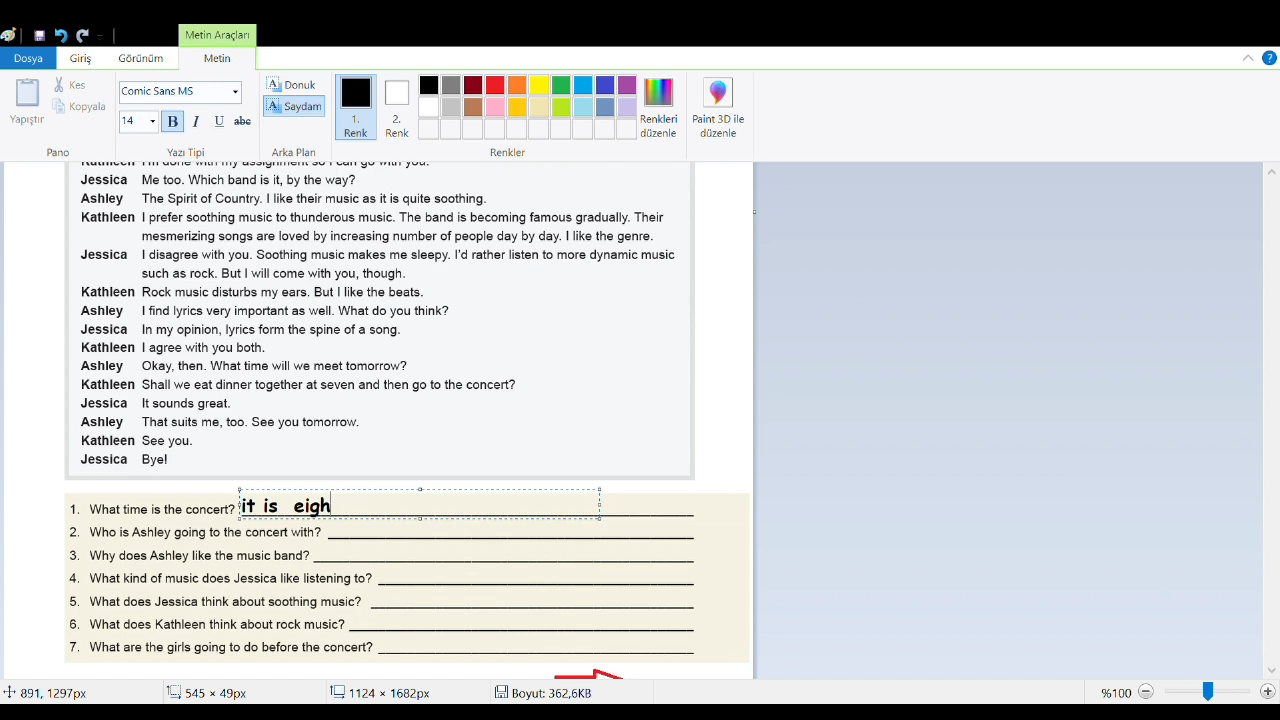 Metin Araçları
Dosya Giriş Görünüm Metin
Yapıştır Kes Kopyala
Comic Sans MS
14 B I U abc
Donuk
Saydam
1. Renk
2. Renk
Renkleri düzenle
Paint 3D ile düzenle
Pano Yazı Tipi Arka Plan Renkler
Kathleen I'm done with my assignment so I can go with you.
Jessica Me too. Which band is it, by the way?
Ashley The Spirit of Country. I like their music as it is quite soothing.
Kathleen I prefer soothing music to thunderous music. The band is becoming famous gradually. Their
mesmerizing songs are loved by increasing number of people day by day. I like the genre.
Jessica I disagree with you. Soothing music makes me sleepy. I'd rather listen to more dynamic music
such as rock. But I will come with you, though.
Kathleen Rock music disturbs my ears. But I like the beats.
Ashley I find lyrics very important as well. What do you think?
Jessica In my opinion, lyrics form the spine of a song.
Kathleen I agree with you both.
Ashley Okay, then. What time will we meet tomorrow?
Kathleen Shall we eat dinner together at seven and then go to the concert?
Jessica It sounds great.
Ashley That suits me, too. See you tomorrow.
Kathleen See you.
Jessica Bye!
1. What time is the concert? it is eigh
2. Who is Ashley going to the concert with?
3. Why does Ashley like the music band?
4. What kind of music does Jessica like listening to?
5. What does Jessica think about soothing music?
6. What does Kathleen think about rock music?
7. What are the girls going to do before the concert?
891, 1297px 545 × 49px 1124 × 1682px Boyut: 362,6KB %100